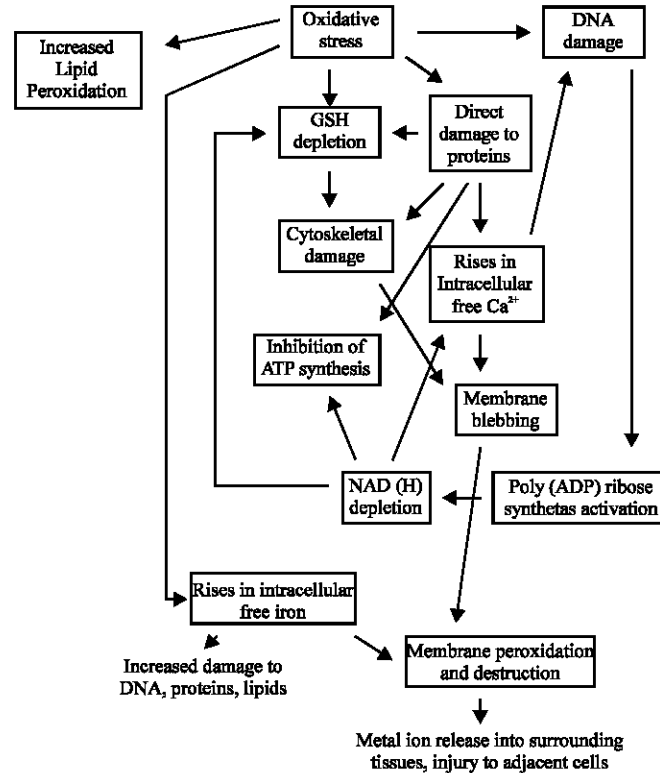 Oxidative
stress
DNA
damage
Increased
Lipid
Peroxidation
GSH
depletion
Direct
damage to
proteins
Cytoskeletal
damage
Rises in
Intracellular
free Ca²⁺
Inhibition of
ATP synthesis
Membrane
blebbing
NAD (H)
depletion
Poly (ADP) ribose
synthetas activation
Rises in intracellular
free iron
Increased damage to
DNA, proteins, lipids
Membrane peroxidation
and destruction
Metal ion release into surrounding
tissues, injury to adjacent cells